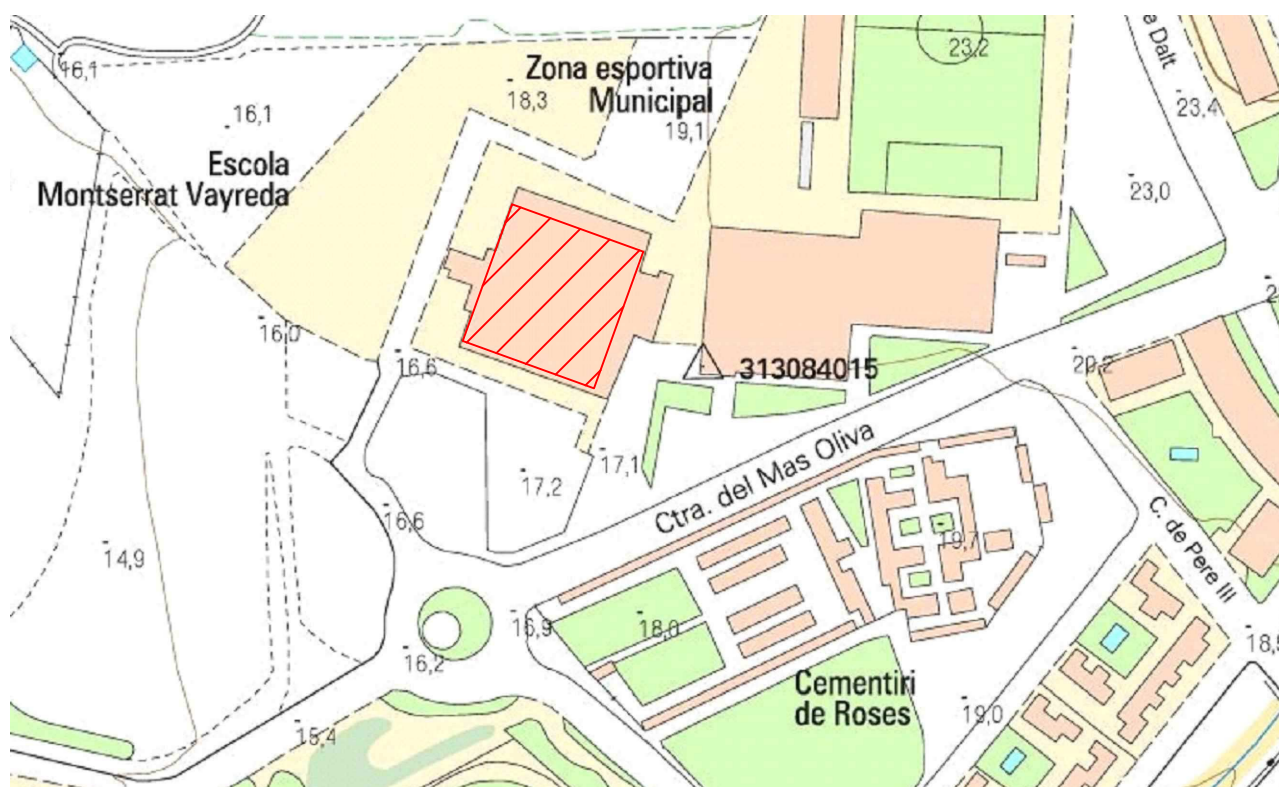 e Dalt
23,2
16,1
Zona esportiva
Municipal
18,3
23,4
16,1
19,1
Escola
Montserrat Vayreda
23,0
16,0
16,6
313084015
20,2
Ctra. del Mas Oliva
17,1
17,2
16,6
19,7
C. de Pere III
14,9
16,9
18,0
16,2
Cementiri
de Roses
19,0
15,4